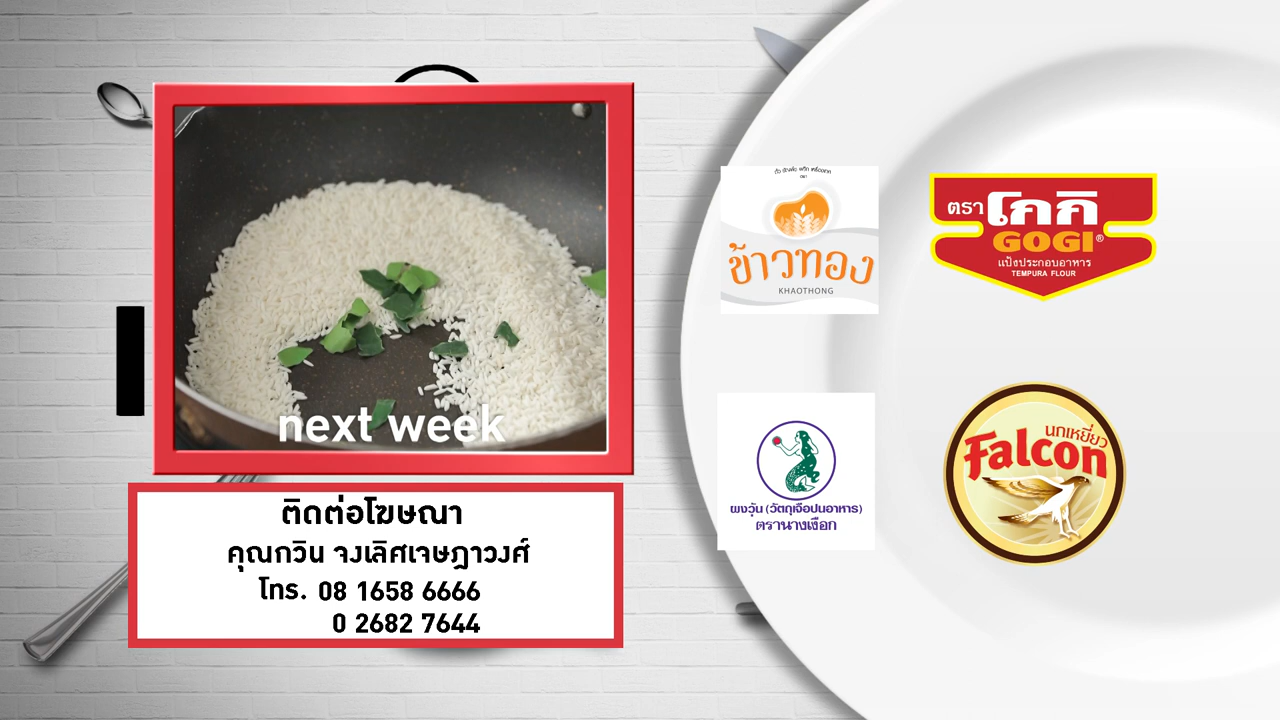 next week
ติดต่อโฆษณา
คุณกวิน จงเลิศเจษฎาวงศ์
โทร. 08 1658 6666
0 2682 7644
ตรา
ข้าวทอง
KHAOTHONG
ตรา โกกิ
GOGI®
แป้งประกอบอาหาร
TEMPURA FLOUR
ผงวุ้น (วัตถุเจือปนอาหาร)
ตรานางเงือก
นกเหยี่ยว
Falcon